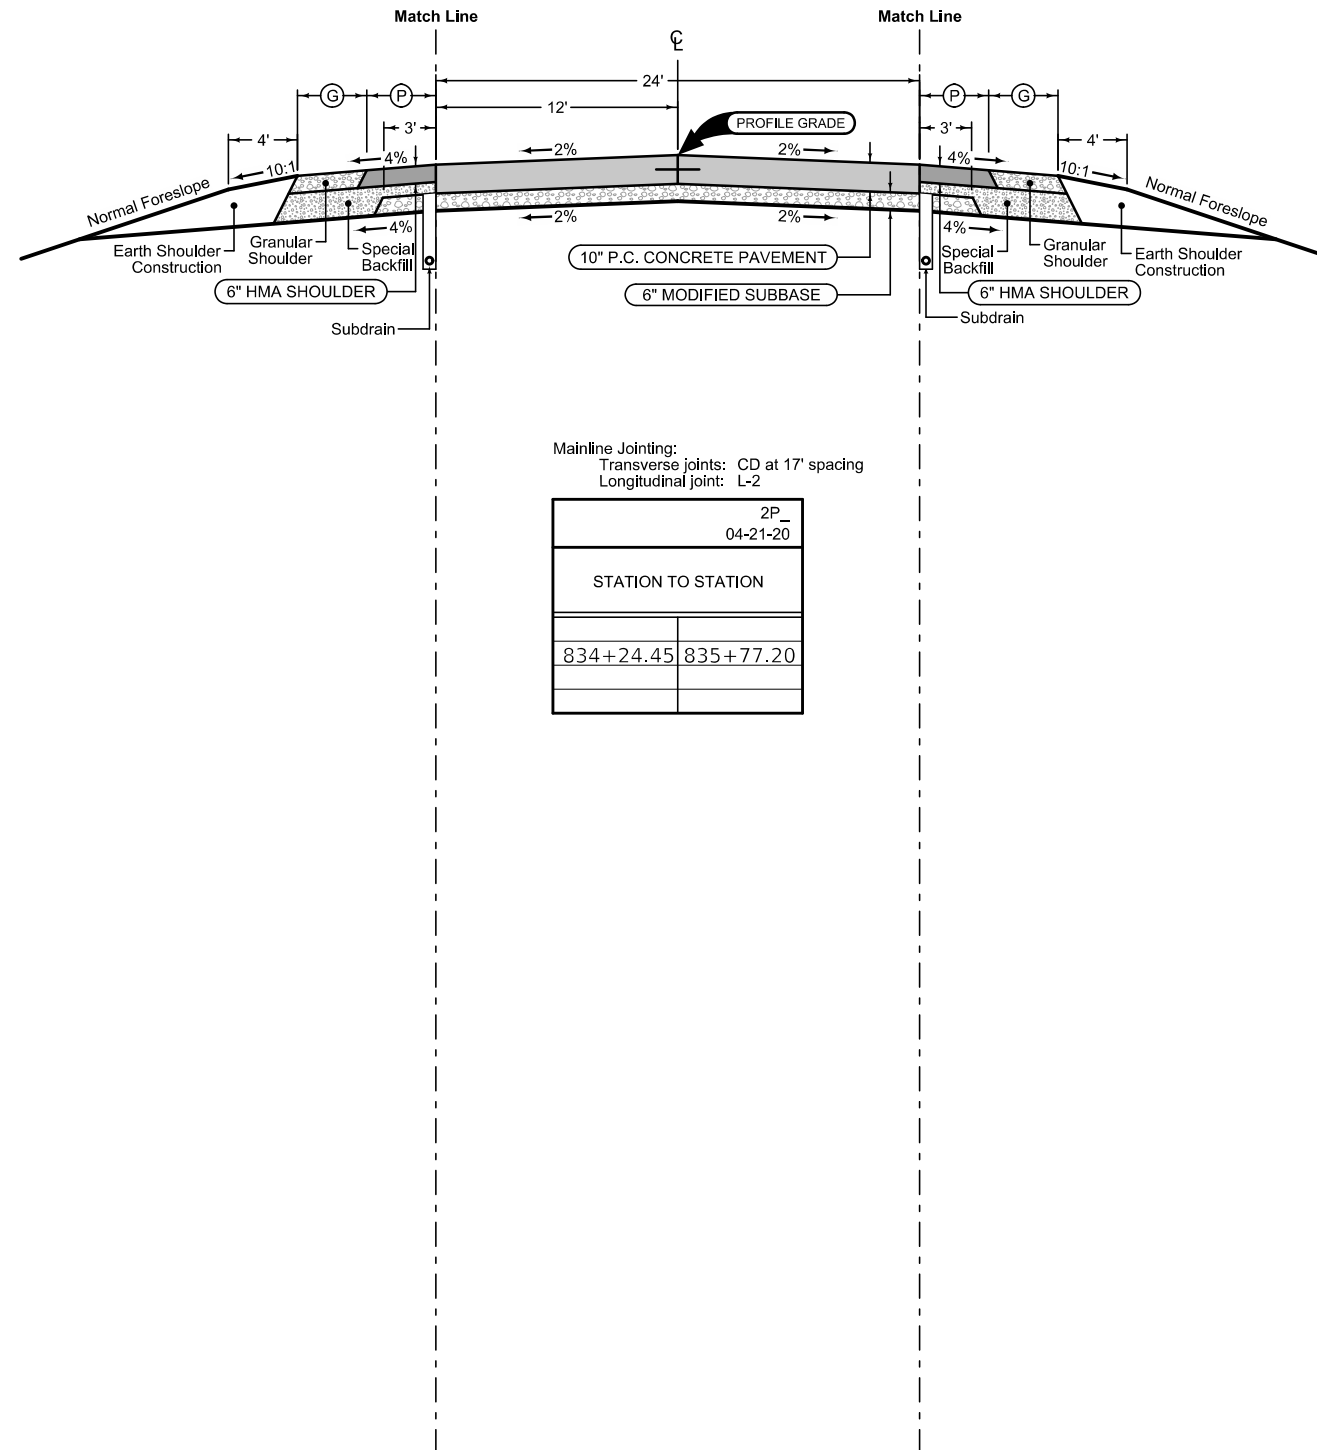 Match Line
Match Line
℄
24'
G
P
P
G
12'
4'
3'
PROFILE GRADE
3'
4'
10:1
4%
2%
2%
4%
10:1
Normal Foreslope
Normal Foreslope
Earth Shoulder
Construction
Granular
Shoulder
Special
Backfill
4%
2%
2%
4%
Special
Backfill
Granular
Shoulder
Earth Shoulder
Construction
10" P.C. CONCRETE PAVEMENT
6" HMA SHOULDER
6" MODIFIED SUBBASE
6" HMA SHOULDER
Subdrain
Subdrain
Mainline Jointing:
Transverse joints: CD at 17' spacing
Longitudinal joint: L-2
2P_
04-21-20
STATION TO STATION
834+24.45 835+77.20